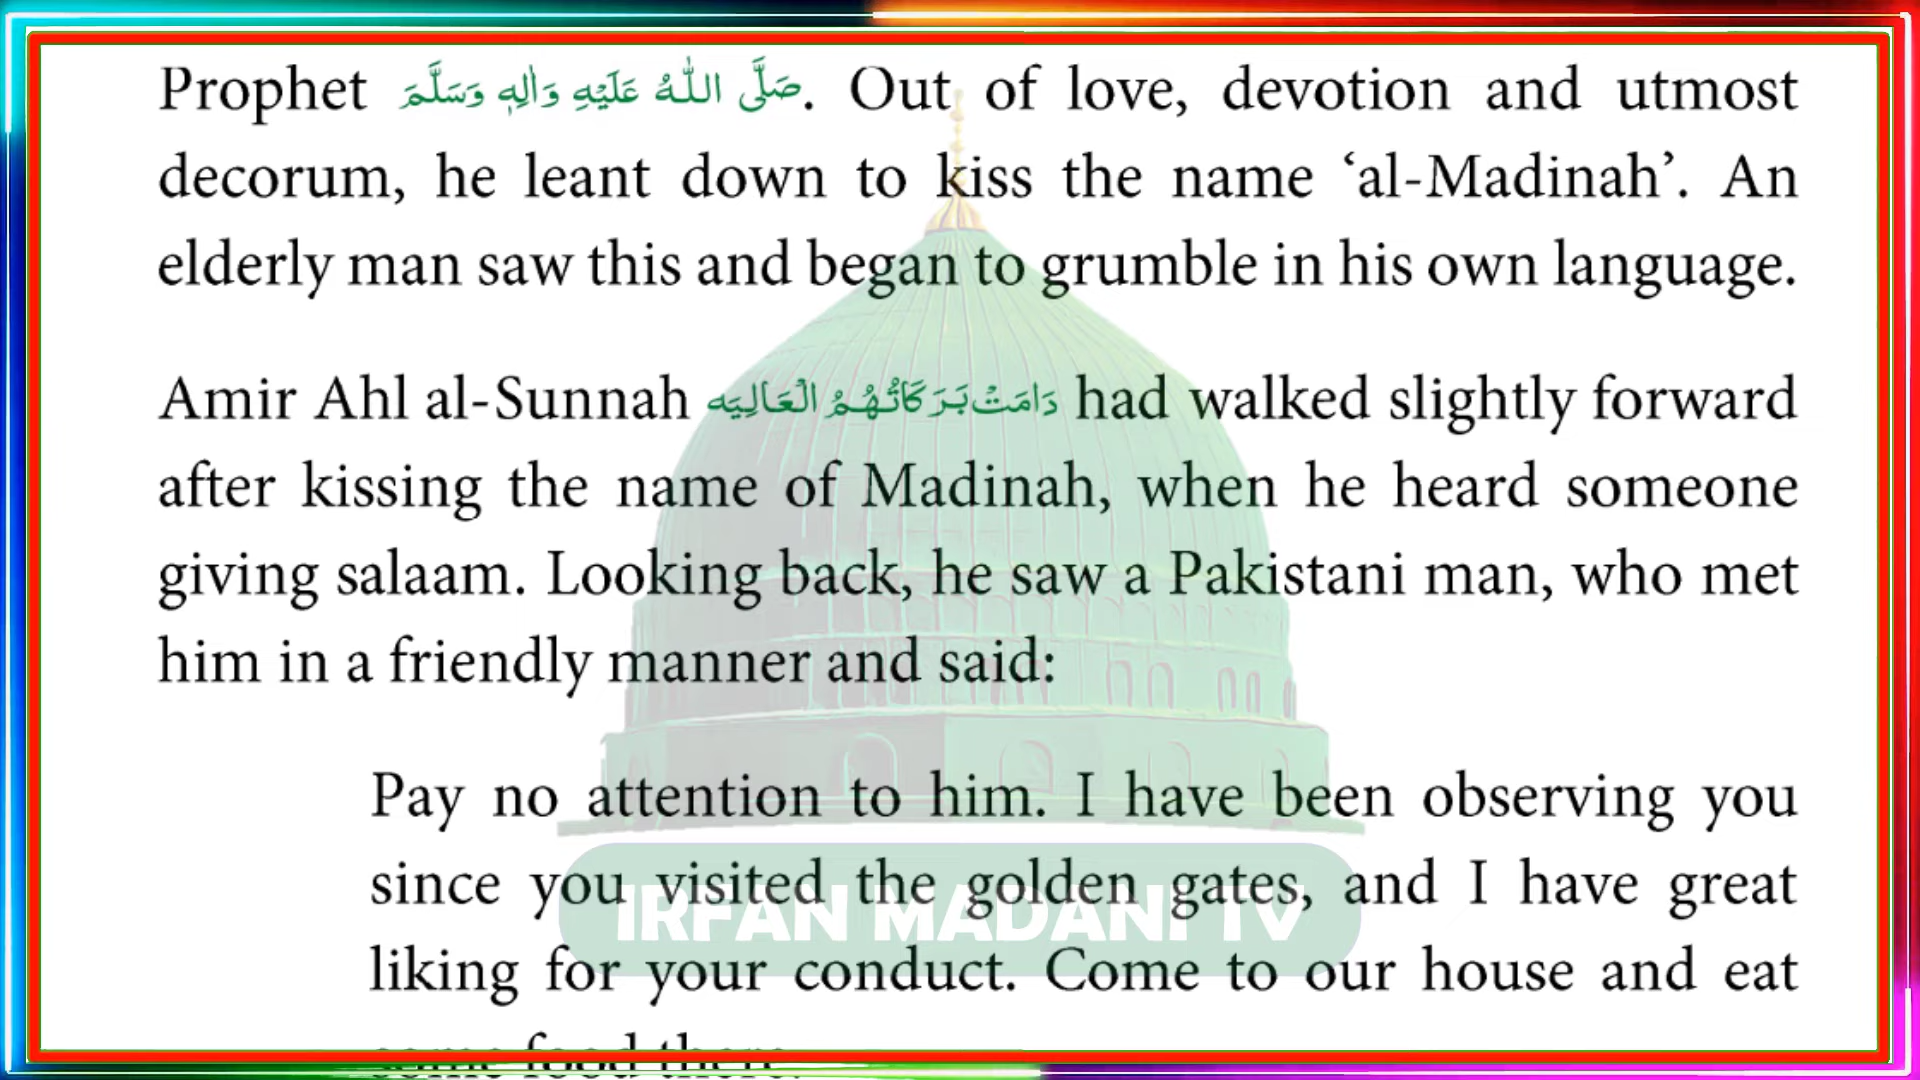 Prophet صَلَّى اللهُ عَلَيْهِ وَاٰلِهٖ وَسَلَّمَ. Out of love, devotion and utmost
decorum, he leant down to kiss the name ‘al-Madinah’. An
elderly man saw this and began to grumble in his own language.
Amir Ahl al-Sunnah دَامَتْ بَرَكَاتُهُمُ الْعَالِيَه had walked slightly forward
after kissing the name of Madinah, when he heard someone
giving salaam. Looking back, he saw a Pakistani man, who met
him in a friendly manner and said:
Pay no attention to him. I have been observing you
since you visited the golden gates, and I have great
liking for your conduct. Come to our house and eat
some food there.
IRFAN MADANI TV